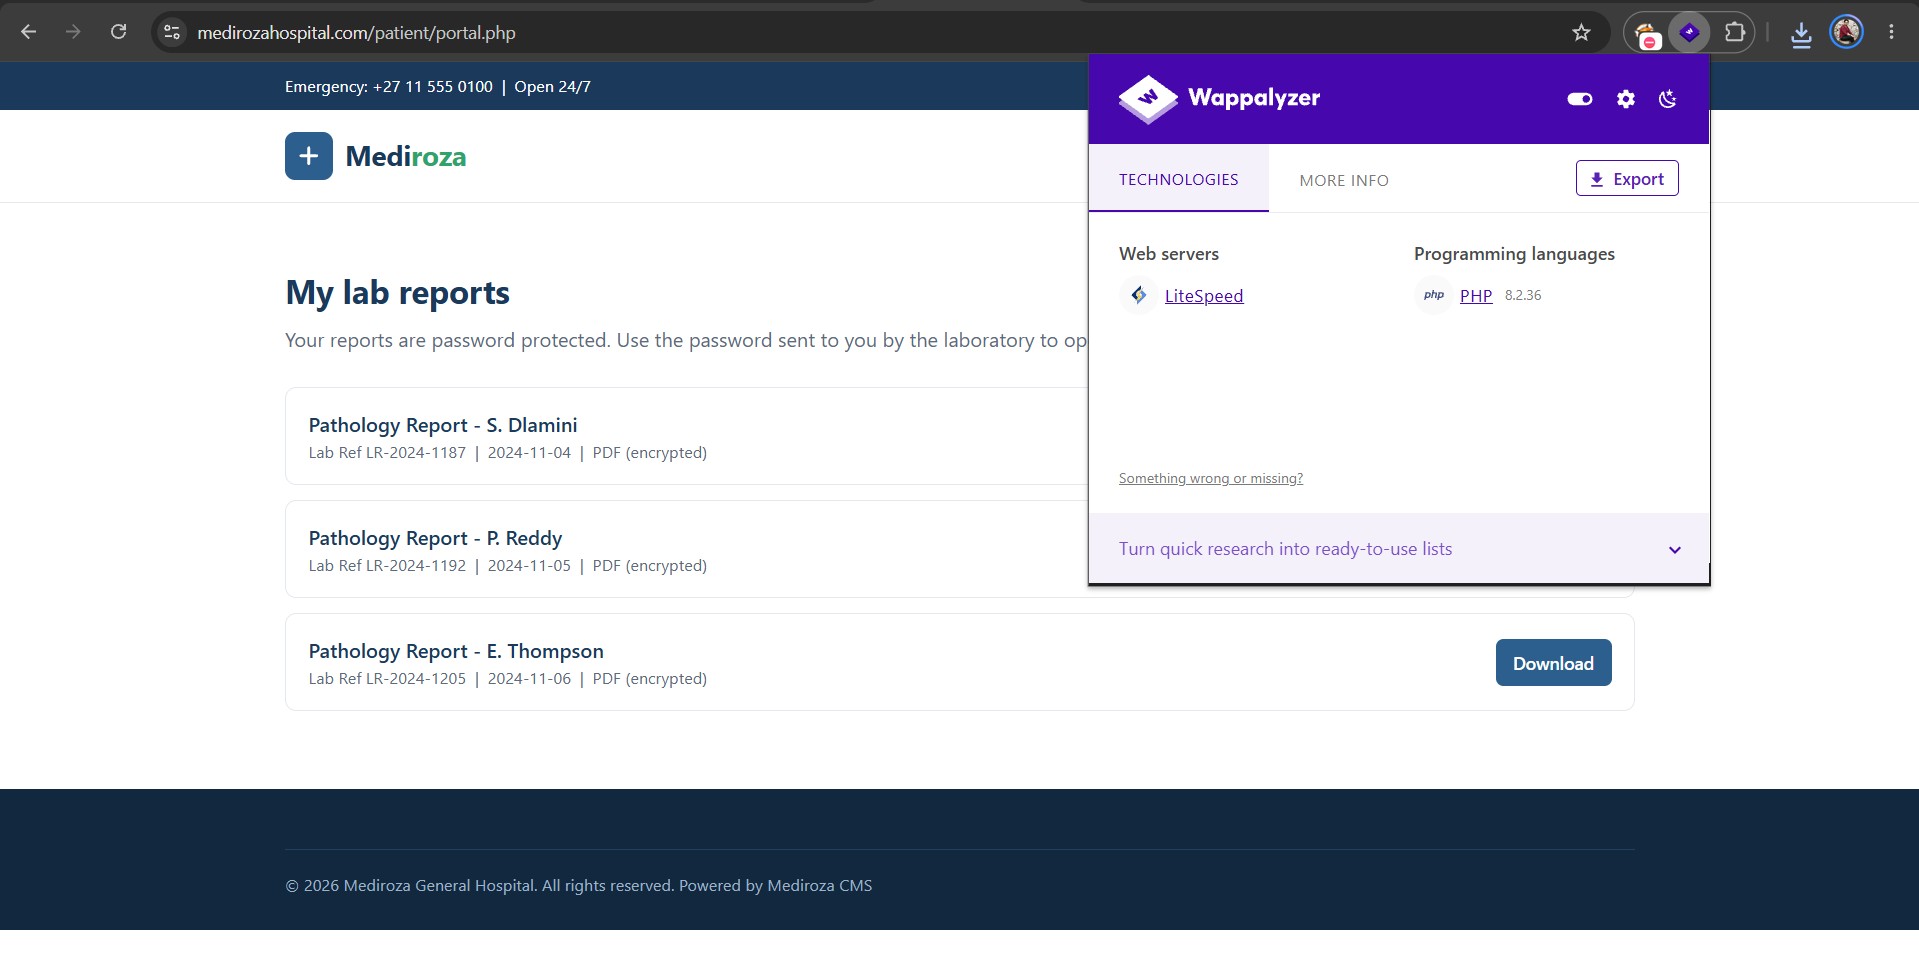 medirozahospital.com/patient/portal.php
Emergency: +27 11 555 0100 | Open 24/7
Mediroza
My lab reports
Your reports are password protected. Use the password sent to you by the laboratory to op
Pathology Report - S. Dlamini
Lab Ref LR-2024-1187 | 2024-11-04 | PDF (encrypted)
Pathology Report - P. Reddy
Lab Ref LR-2024-1192 | 2024-11-05 | PDF (encrypted)
Pathology Report - E. Thompson
Lab Ref LR-2024-1205 | 2024-11-06 | PDF (encrypted)
Download
W Wappalyzer
TECHNOLOGIES MORE INFO Export
Web servers Programming languages
LiteSpeed php PHP 8.2.36
Something wrong or missing?
Turn quick research into ready-to-use lists
© 2026 Mediroza General Hospital. All rights reserved. Powered by Mediroza CMS